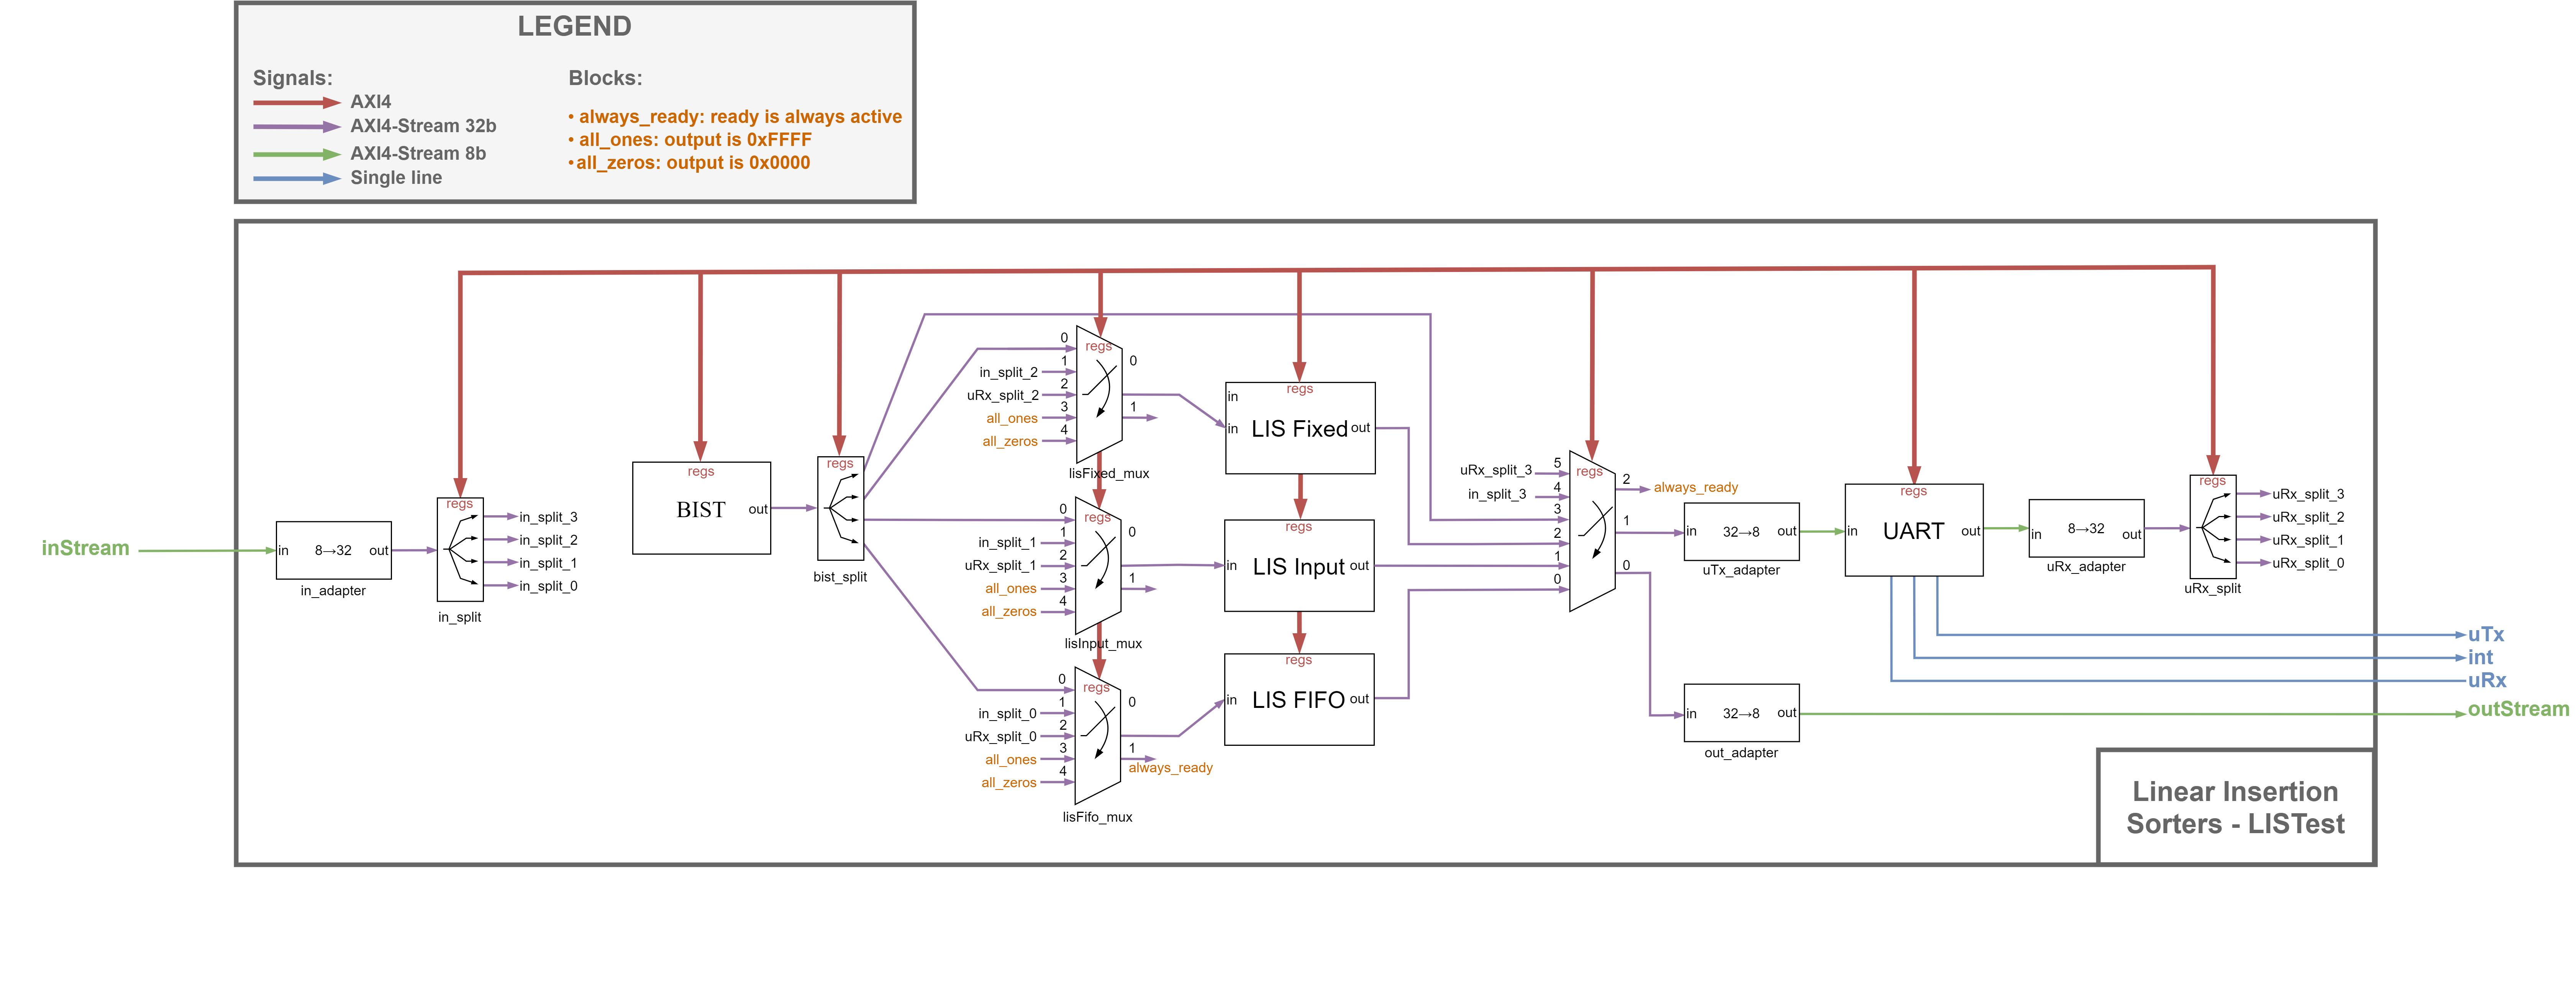 LEGEND
Signals:
AXI4
AXI4-Stream 32b
AXI4-Stream 8b
Single line
Blocks:
• always_ready: ready is always active
• all_ones: output is 0xFFFF
• all_zeros: output is 0x0000
inStream
in
8→32
out
in_adapter
regs
in_split_3
in_split_2
in_split_1
in_split_0
in_split
regs
BIST
out
regs
bist_split
0
1
in_split_2
2
uRx_split_2
3
all_ones
4
all_zeros
regs
0
1
lisFixed_mux
0
1
in_split_1
2
uRx_split_1
3
all_ones
4
all_zeros
regs
0
1
lisInput_mux
0
1
in_split_0
2
uRx_split_0
3
all_ones
4
all_zeros
regs
0
1
always_ready
lisFifo_mux
regs
in
in
LIS Fixed
out
regs
in
LIS Input
out
regs
in
LIS FIFO
out
uRx_split_3
5
in_split_3
4
3
2
1
0
regs
2
always_ready
1
0
in
32→8
out
uTx_adapter
in
32→8
out
out_adapter
regs
in
UART
out
in
8→32
out
uRx_adapter
regs
uRx_split_3
uRx_split_2
uRx_split_1
uRx_split_0
uRx_split
uTx
int
uRx
outStream
Linear Insertion
Sorters - LISTest